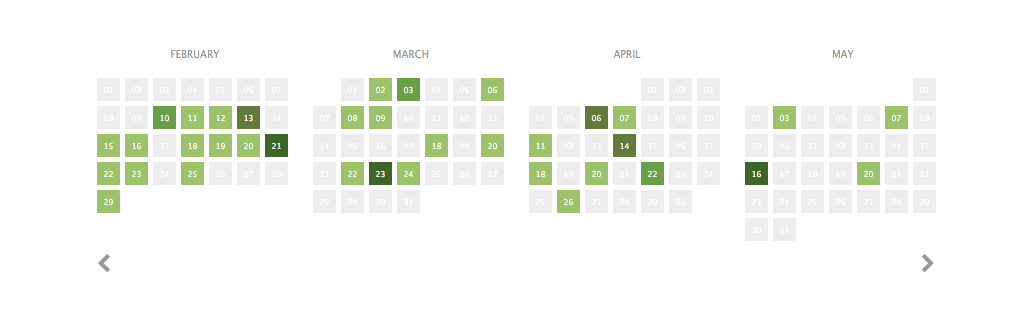 FEBRUARY
01 02 03 04 05 06 07
08 09 10 11 12 13 14
15 16 17 18 19 20 21
22 23 24 25 26 27 28
29
MARCH
01 02 03 04 05 06
07 08 09 10 11 12 13
14 15 16 17 18 19 20
21 22 23 24 25 26 27
28 29 30 31
APRIL
01 02 03
04 05 06 07 08 09 10
11 12 13 14 15 16 17
18 19 20 21 22 23 24
25 26 27 28 29 30
MAY
01
02 03 04 05 06 07 08
09 10 11 12 13 14 15
16 17 18 19 20 21 22
23 24 25 26 27 28 29
30 31